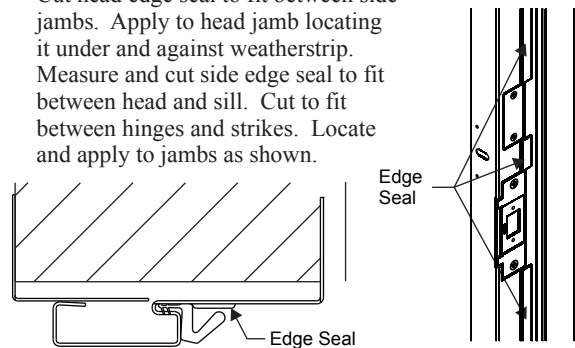 Cut head edge seal to fit between side
jambs.  Apply to head jamb locating
it under and against weatherstrip.
Measure and cut side edge seal to fit
between head and sill.  Cut to fit
between hinges and strikes.  Locate
and apply to jambs as shown.
Edge
Seal
Edge Seal